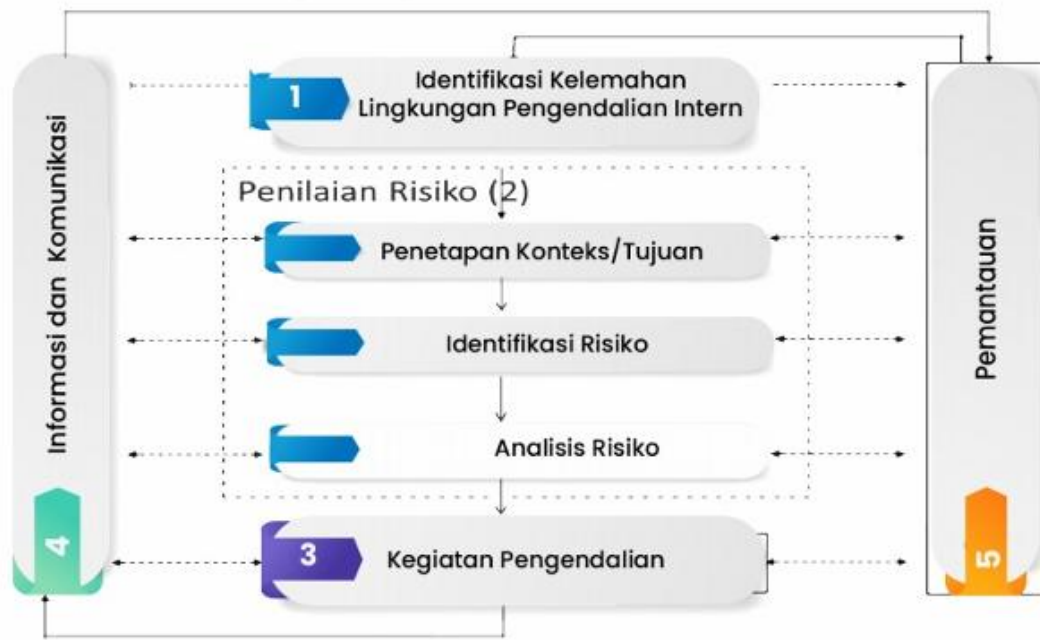 1
Identifikasi Kelemahan
Lingkungan Pengendalian Intern
Penilaian Risiko (2)
Penetapan Konteks/Tujuan
Identifikasi Risiko
Analisis Risiko
3
Kegiatan Pengendalian
Informasi dan Komunikasi
4
Pemantauan
5